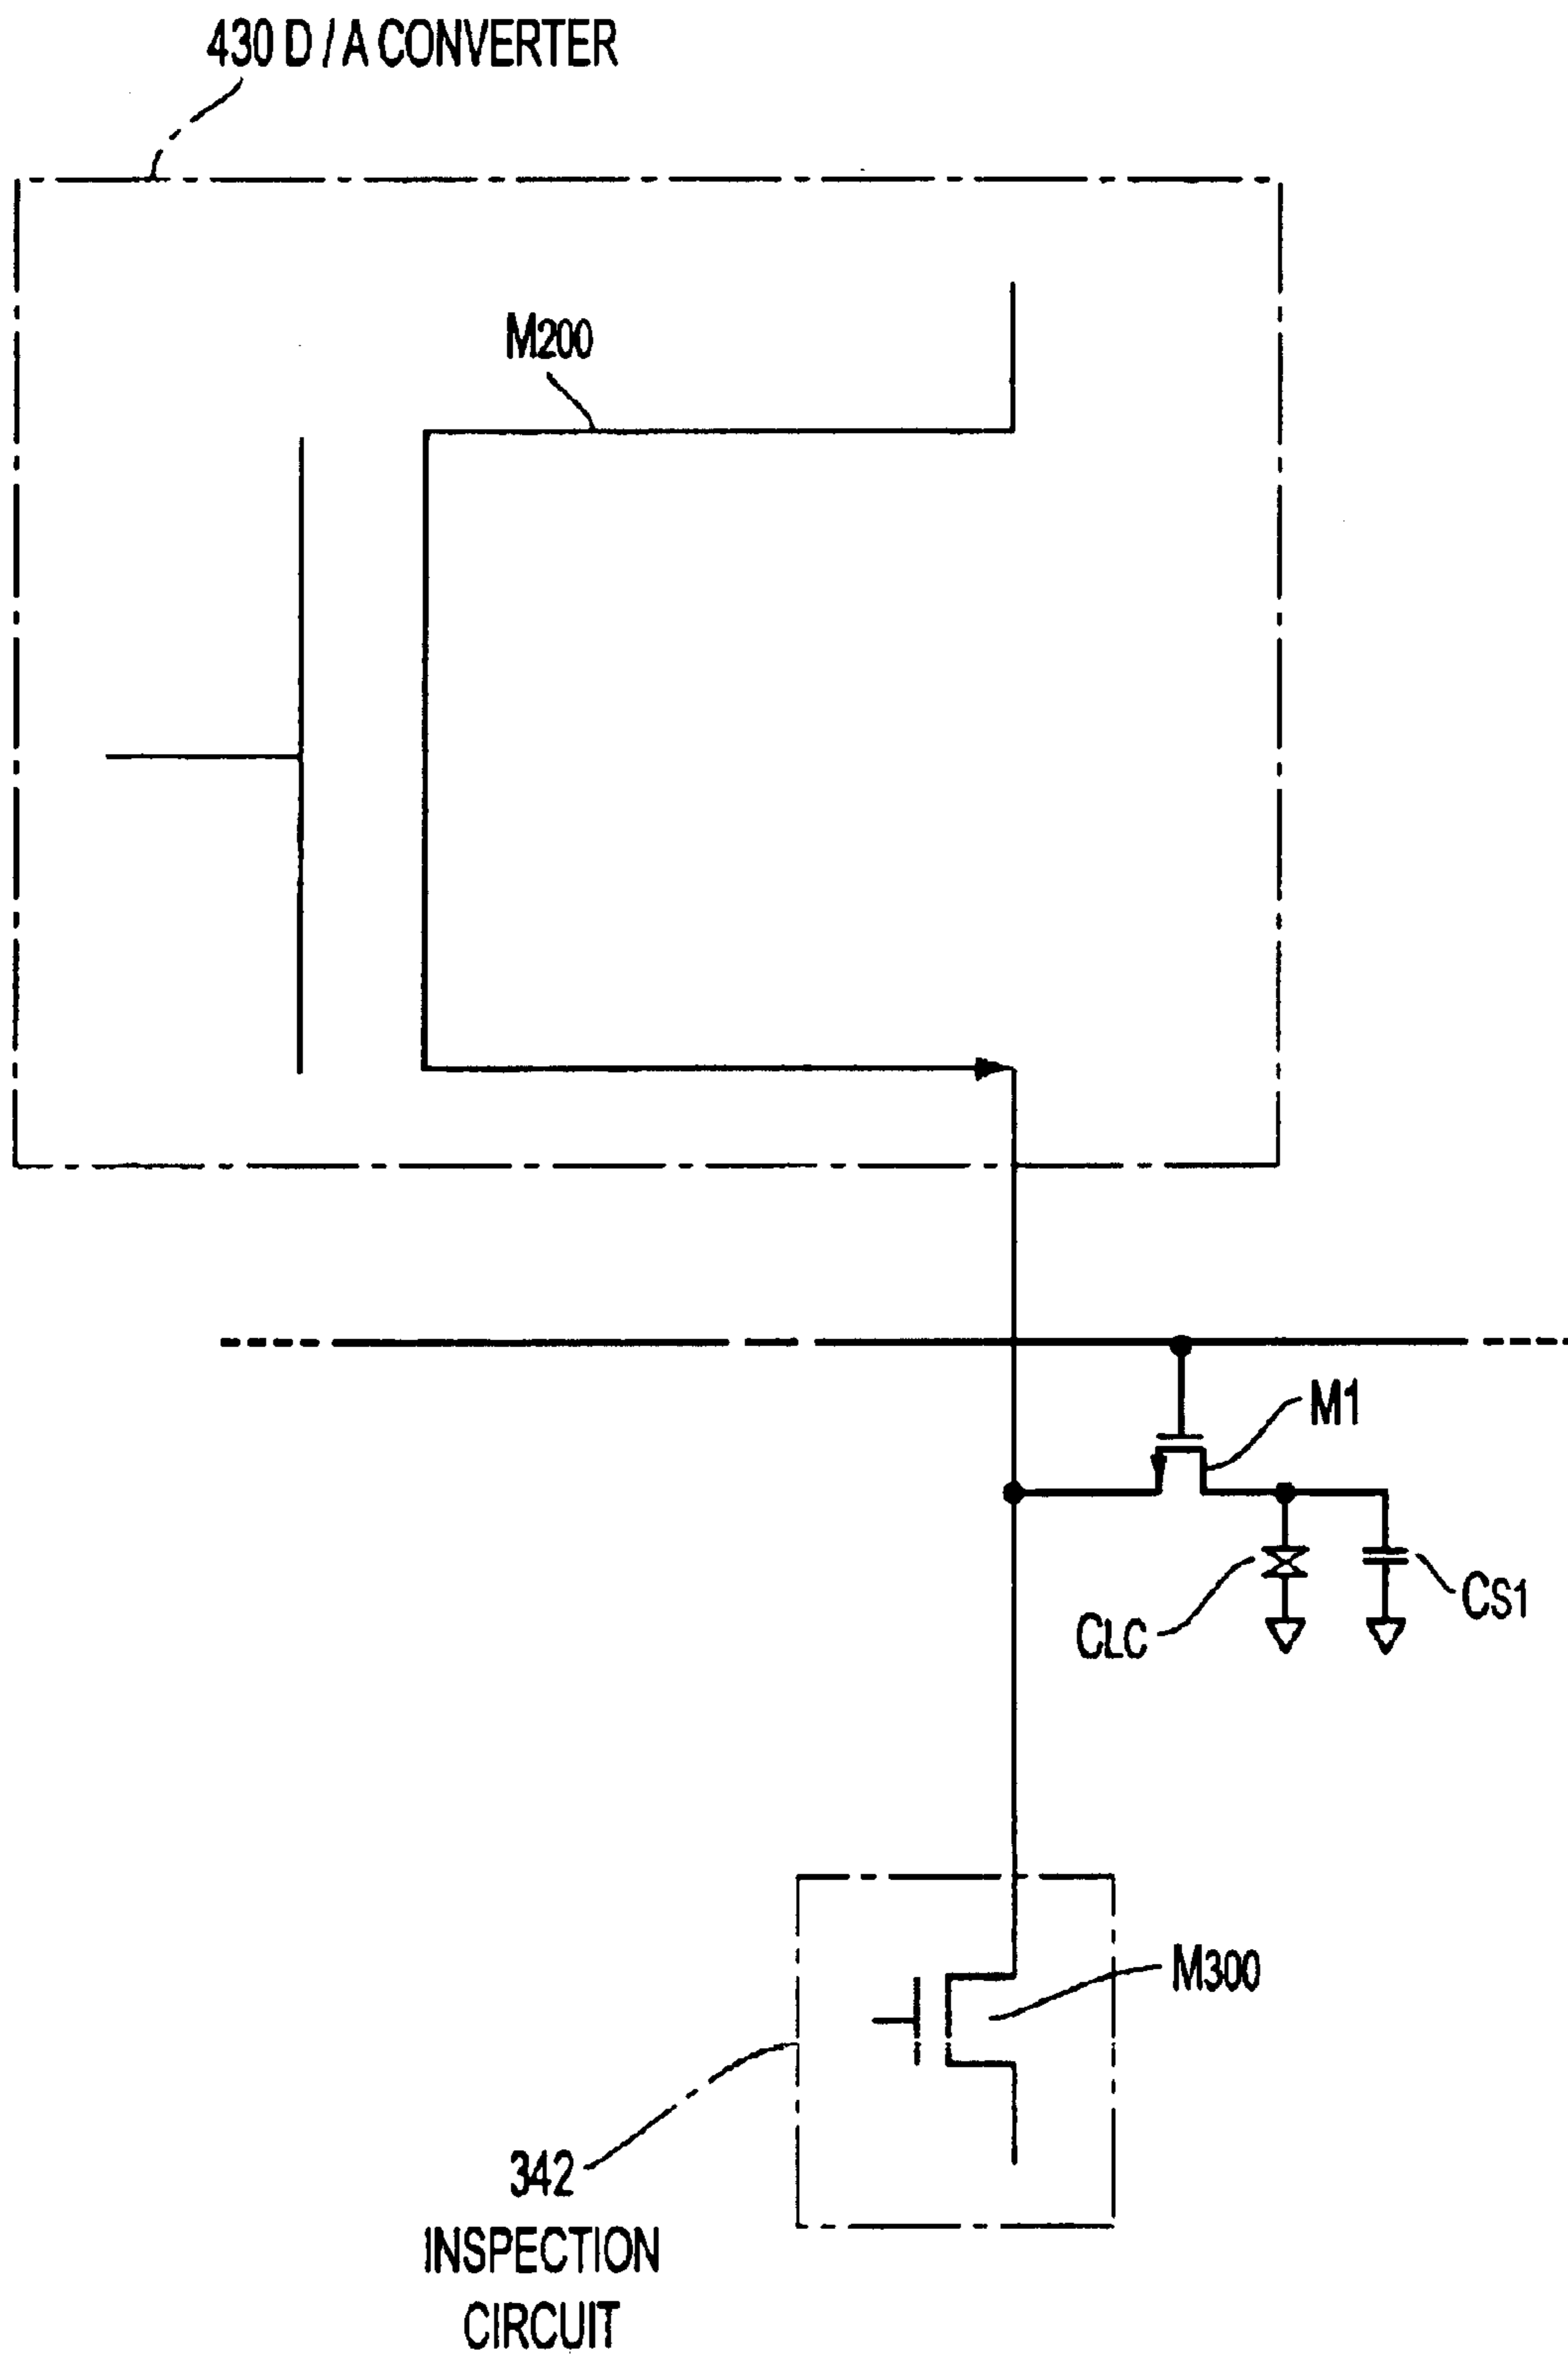 430 D/A CONVERTER
M200
M1
CLC
CS1
M300
342
INSPECTION
CIRCUIT